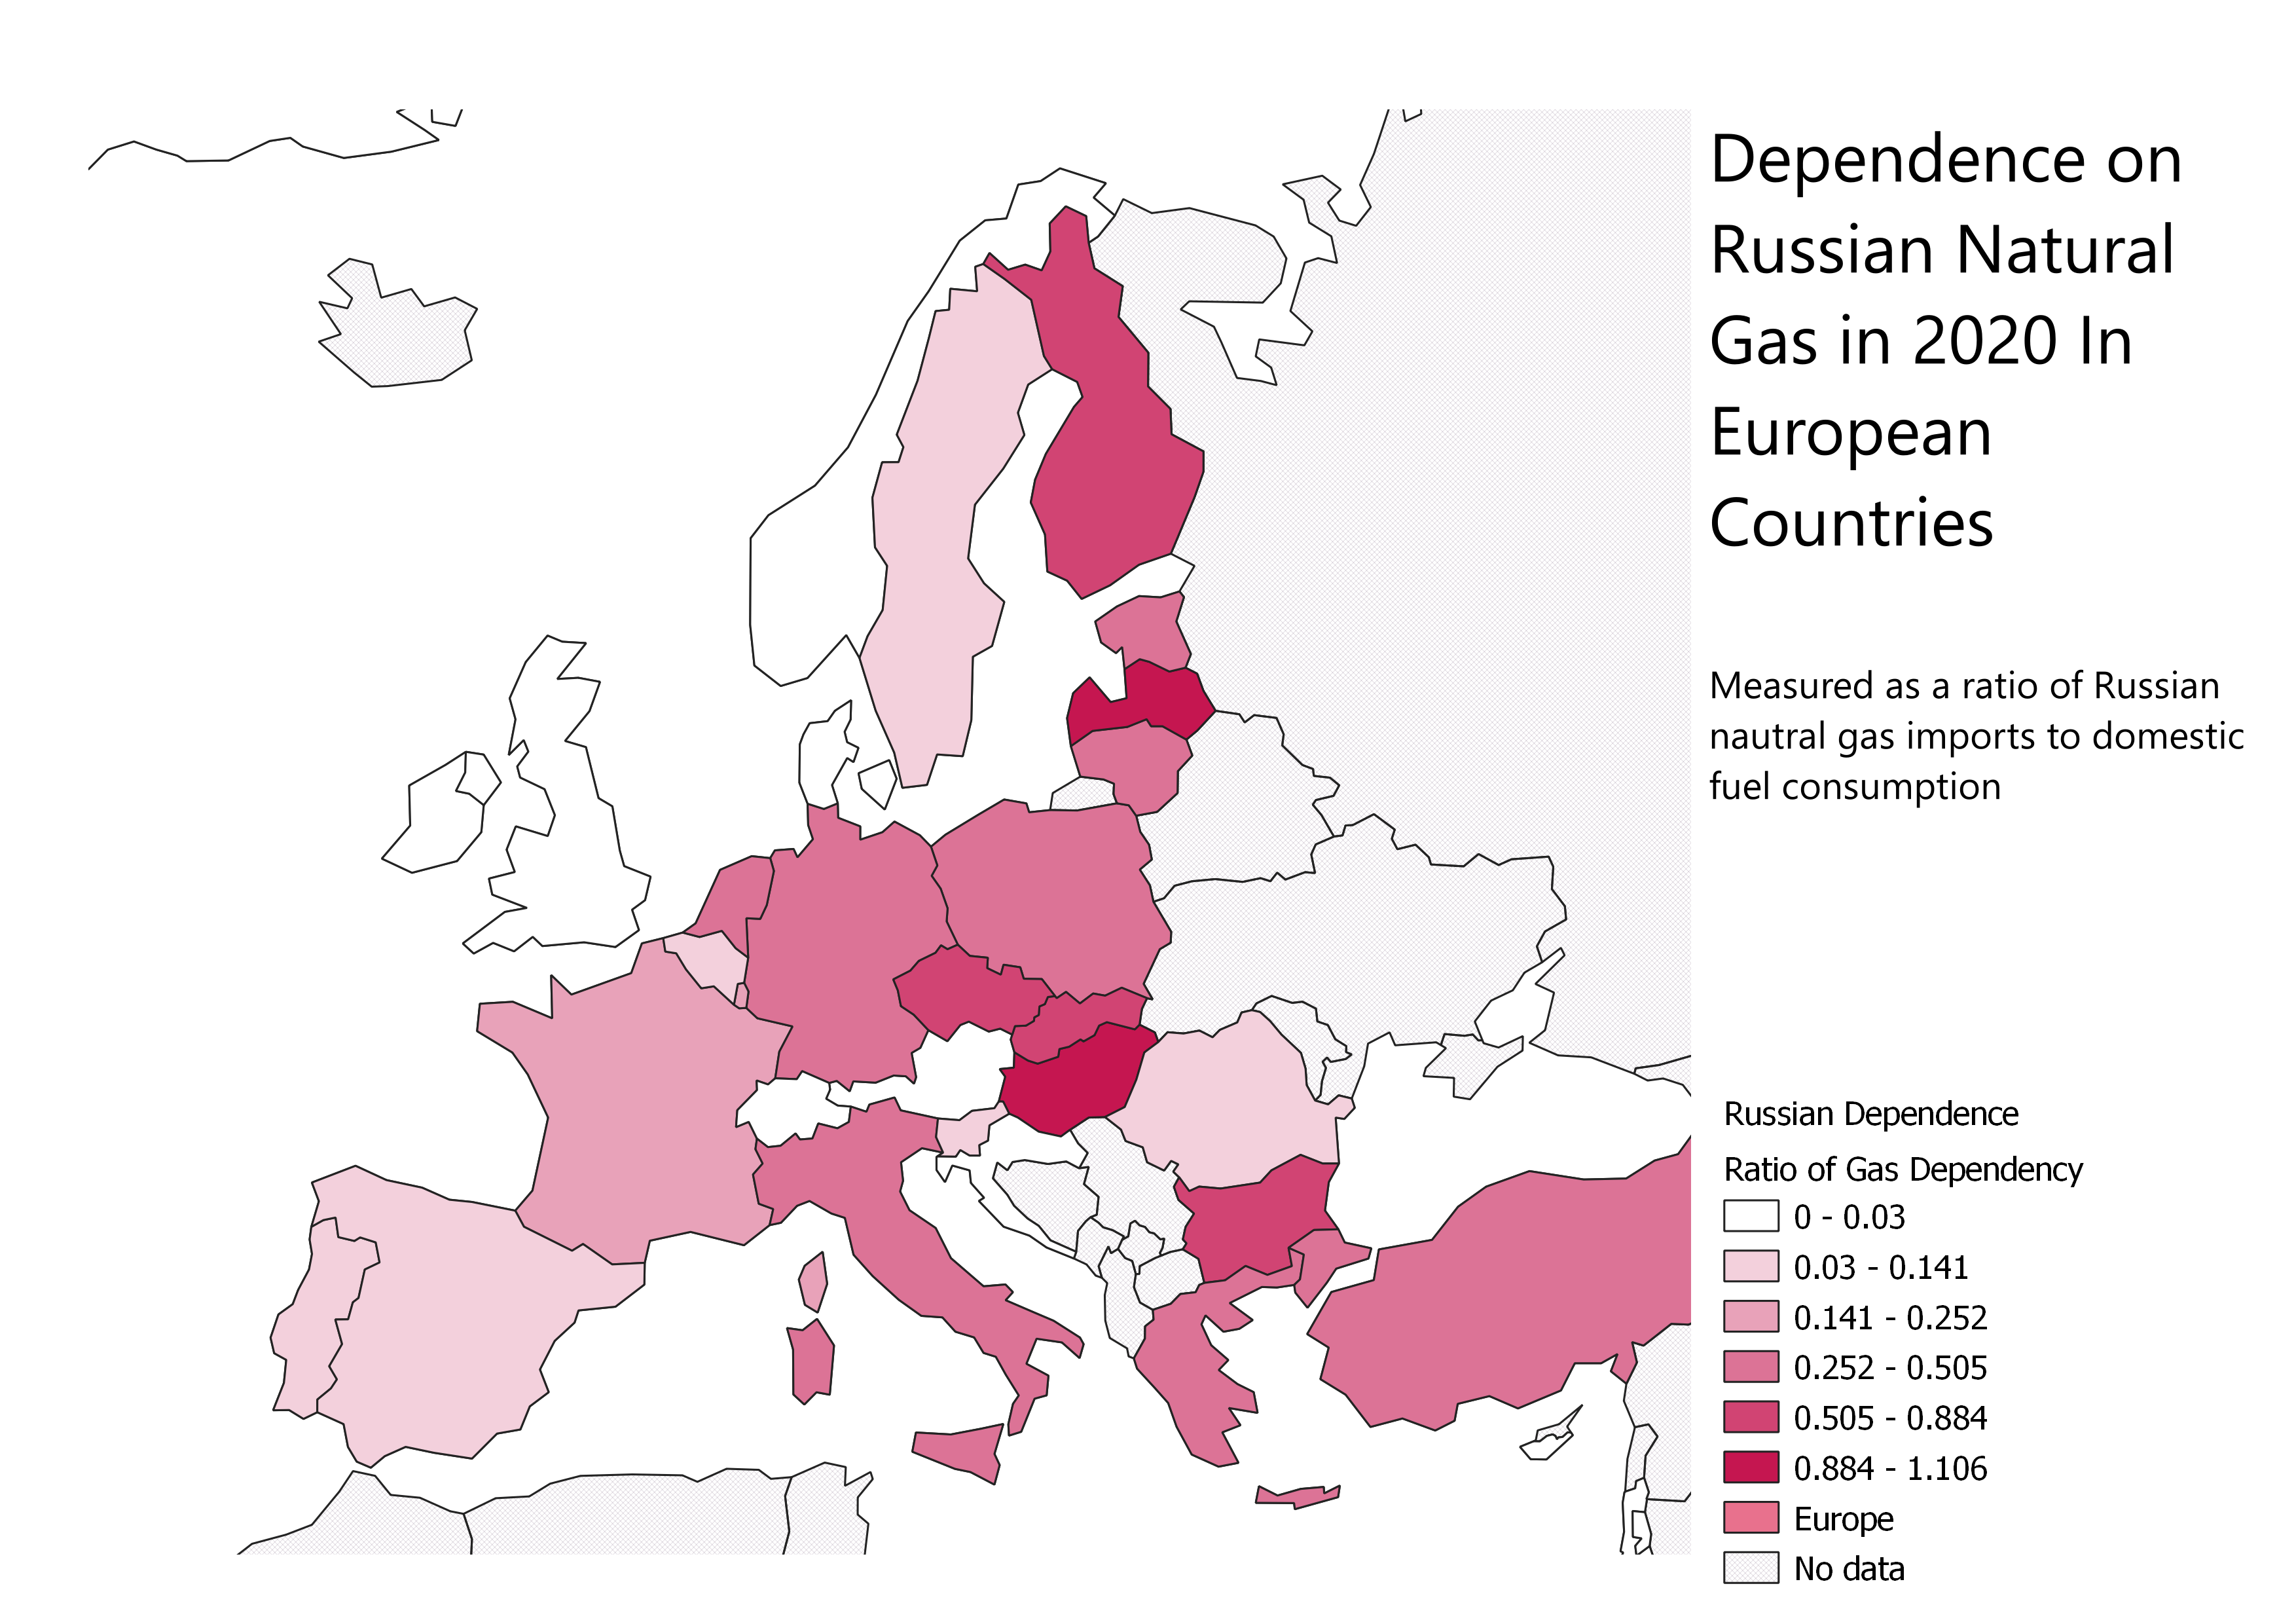 Dependence on
Russian Natural
Gas in 2020 In
European
Countries
Measured as a ratio of Russian
nautral gas imports to domestic
fuel consumption
Russian Dependence
Ratio of Gas Dependency
0 - 0.03
0.03 - 0.141
0.141 - 0.252
0.252 - 0.505
0.505 - 0.884
0.884 - 1.106
Europe
No data